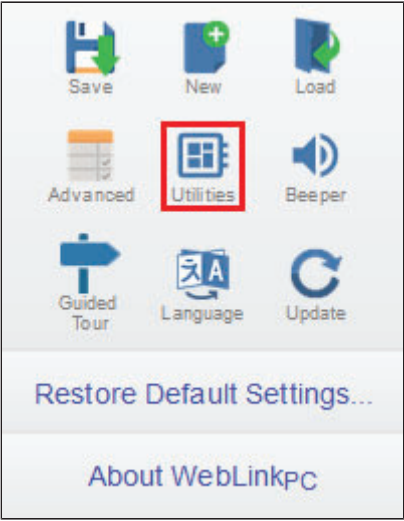 Save New Load
Advanced Utilities Beeper
Guided Tour Language Update
Restore Default Settings...
About WebLinkPC